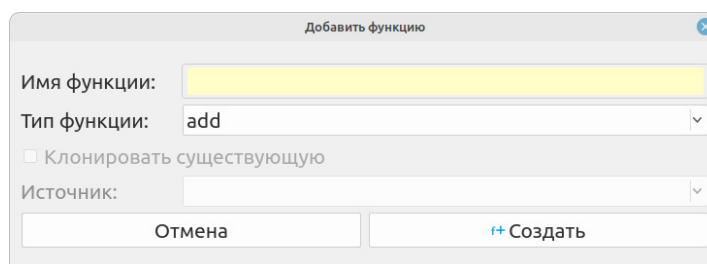 Добавить функцию
Имя функции:
Тип функции: add
Клонировать существующую
Источник:
Отмена f+ Создать